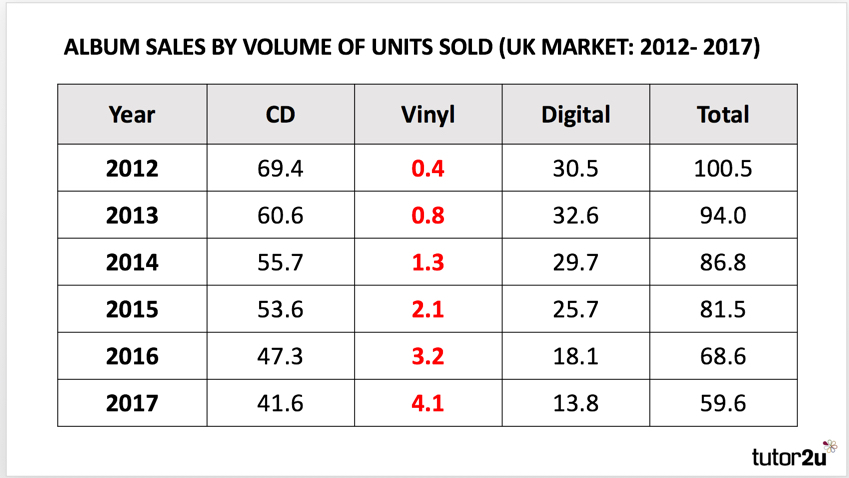 ALBUM SALES BY VOLUME OF UNITS SOLD (UK MARKET: 2012- 2017)
Year CD Vinyl Digital Total
2012 69.4 0.4 30.5 100.5
2013 60.6 0.8 32.6 94.0
2014 55.7 1.3 29.7 86.8
2015 53.6 2.1 25.7 81.5
2016 47.3 3.2 18.1 68.6
2017 41.6 4.1 13.8 59.6
tutor2u